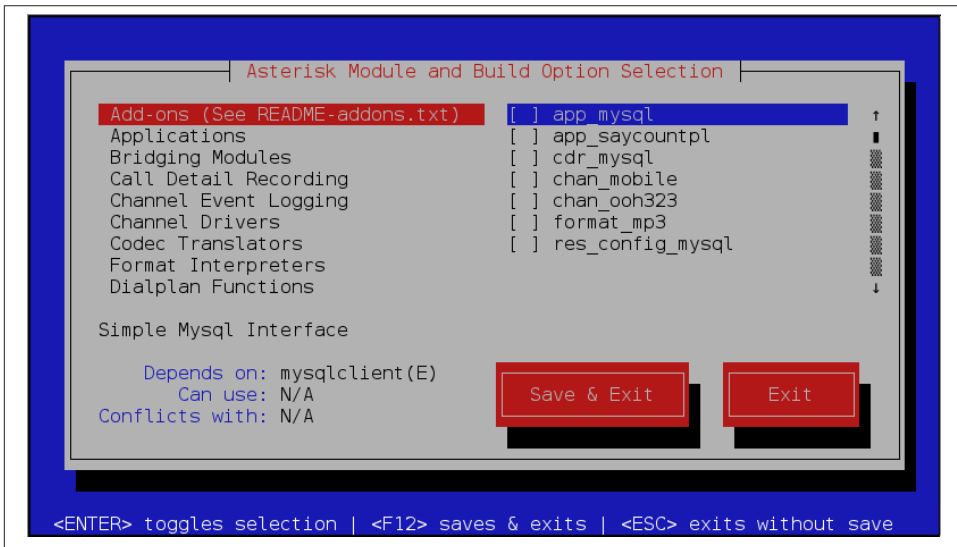 Asterisk Module and Build Option Selection
Add-ons (See README-addons.txt) [ ] app_mysql ↑
Applications [ ] app_saycountpl
Bridging Modules [ ] cdr_mysql
Call Detail Recording [ ] chan_mobile
Channel Event Logging [ ] chan_ooh323
Channel Drivers [ ] format_mp3
Codec Translators [ ] res_config_mysql
Format Interpreters
Dialplan Functions ↓
Simple Mysql Interface
Depends on: mysqlclient(E)
Can use: N/A
Conflicts with: N/A
Save & Exit Exit
<ENTER> toggles selection | <F12> saves & exits | <ESC> exits without save